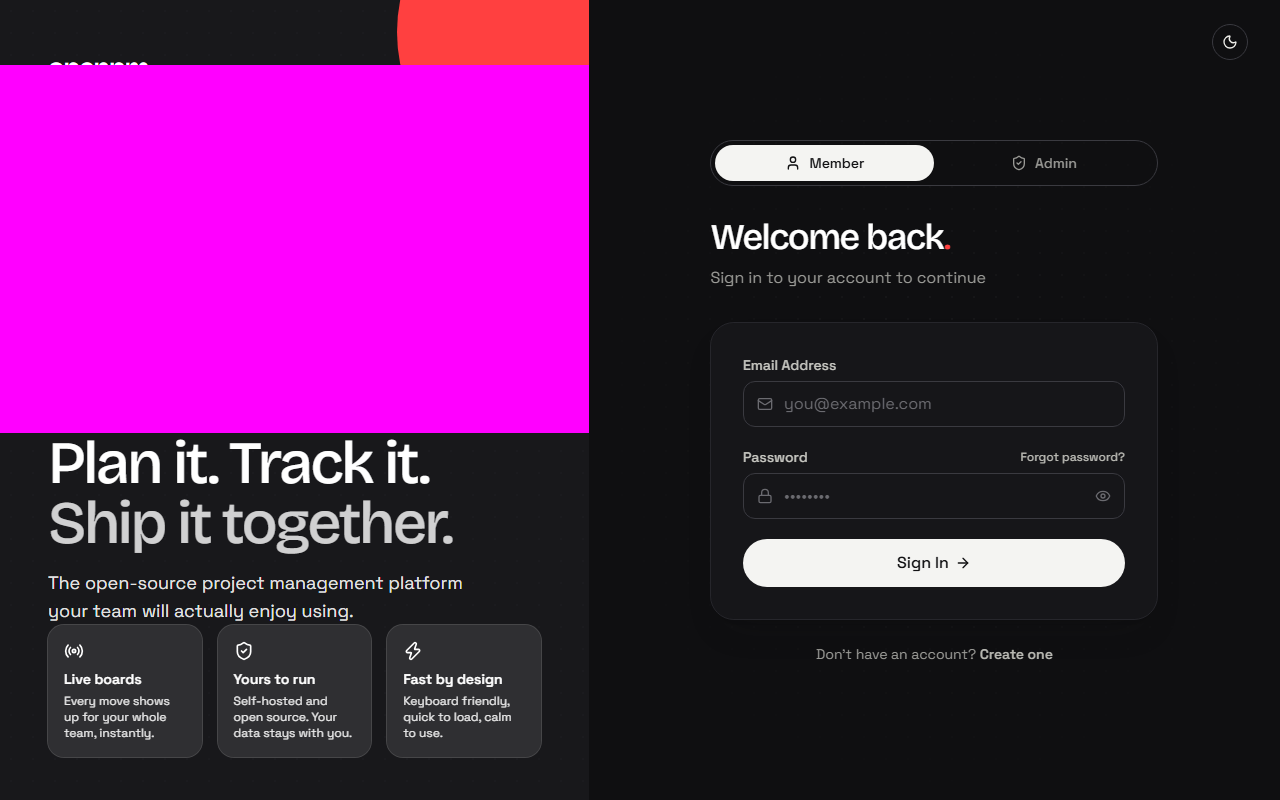 Plan it. Track it.
Ship it together.
The open-source project management platform
your team will actually enjoy using.
Live boards
Every move shows
up for your whole
team, instantly.
Yours to run
Self-hosted and
open source. Your
data stays with you.
Fast by design
Keyboard friendly,
quick to load, calm
to use.
Member
Admin
Welcome back.
Sign in to your account to continue
Email Address
you@example.com
Password
Forgot password?
Sign In
Don't have an account? Create one